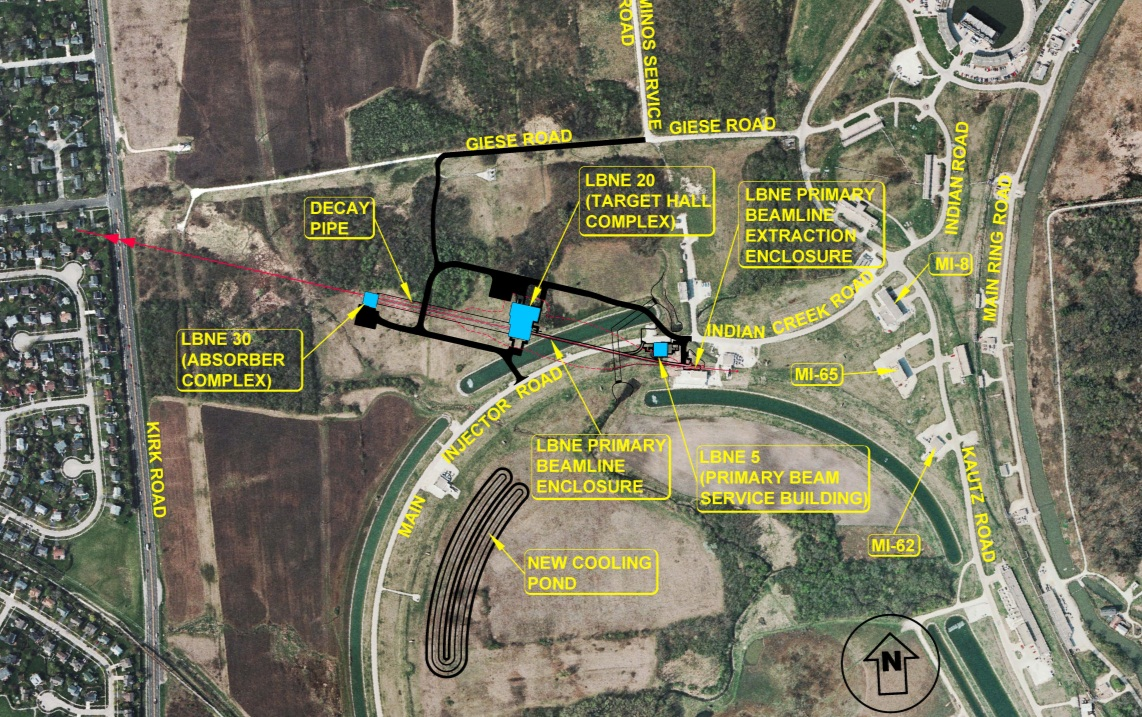 MINOS SERVICE
ROAD
GIESE ROAD
GIESE ROAD
INDIAN ROAD
MAIN RING ROAD
DECAY
PIPE
LBNE 20
(TARGET HALL
COMPLEX)
LBNE PRIMARY
BEAMLINE
EXTRACTION
ENCLOSURE
MI-8
LBNE 30
(ABSORBER
COMPLEX)
INDIAN CREEK ROAD
MI-65
KIRK ROAD
MAIN INJECTOR ROAD
LBNE PRIMARY
BEAMLINE
ENCLOSURE
LBNE 5
(PRIMARY BEAM
SERVICE BUILDING)
KAUTZ ROAD
MI-62
NEW COOLING
POND
N